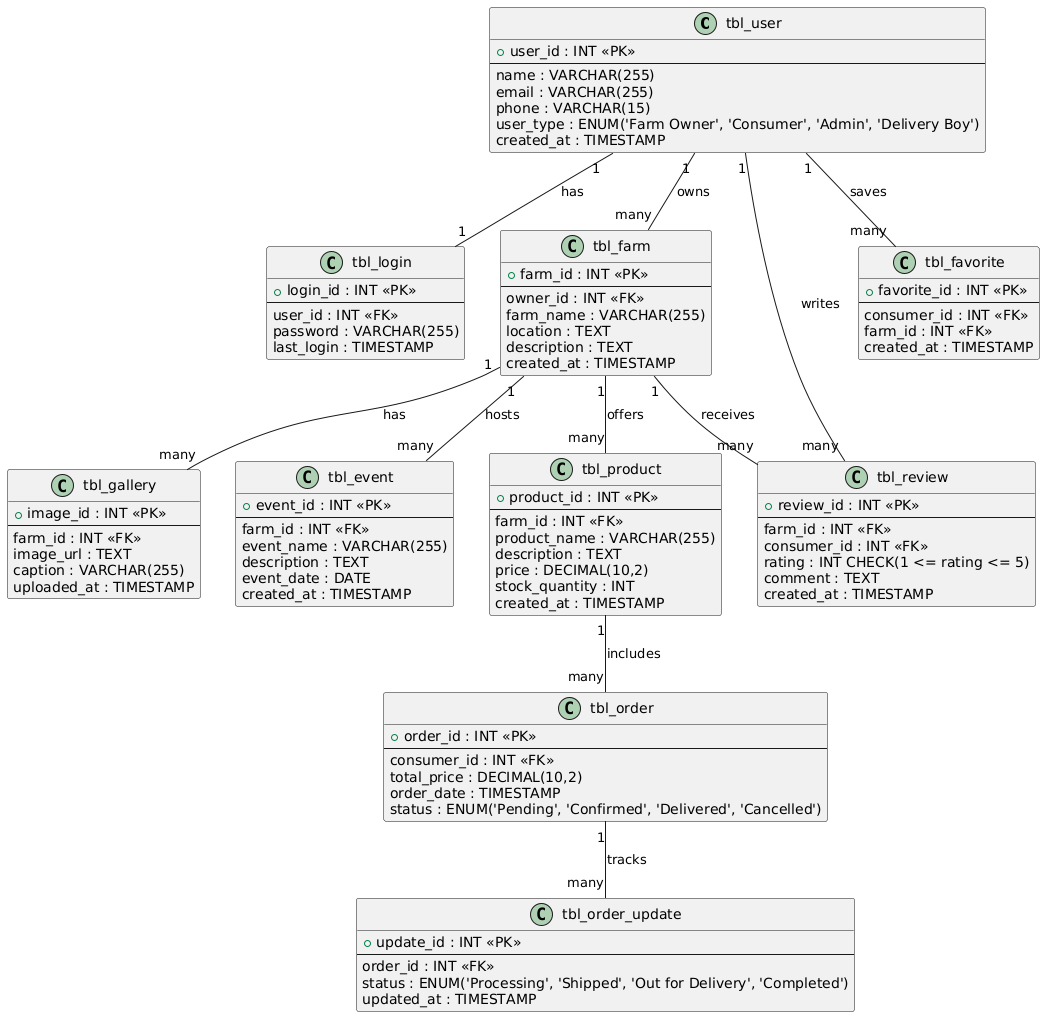 C tbl_user
user_id : INT «PK»
name : VARCHAR(255)
email : VARCHAR(255)
phone : VARCHAR(15)
user_type : ENUM('Farm Owner', 'Consumer', 'Admin', 'Delivery Boy')
created_at : TIMESTAMP
1 1 1 1
has owns saves
many many
1
C tbl_login
login_id : INT «PK»
user_id : INT «FK»
password : VARCHAR(255)
last_login : TIMESTAMP
C tbl_farm
farm_id : INT «PK»
owner_id : INT «FK»
farm_name : VARCHAR(255)
location : TEXT
description : TEXT
created_at : TIMESTAMP
writes
C tbl_favorite
favorite_id : INT «PK»
consumer_id : INT «FK»
farm_id : INT «FK»
created_at : TIMESTAMP
1 1 1 1
has hosts offers receives
many many many many many
C tbl_gallery
image_id : INT «PK»
farm_id : INT «FK»
image_url : TEXT
caption : VARCHAR(255)
uploaded_at : TIMESTAMP
C tbl_event
event_id : INT «PK»
farm_id : INT «FK»
event_name : VARCHAR(255)
description : TEXT
event_date : DATE
created_at : TIMESTAMP
C tbl_product
product_id : INT «PK»
farm_id : INT «FK»
product_name : VARCHAR(255)
description : TEXT
price : DECIMAL(10,2)
stock_quantity : INT
created_at : TIMESTAMP
C tbl_review
review_id : INT «PK»
farm_id : INT «FK»
consumer_id : INT «FK»
rating : INT CHECK(1 <= rating <= 5)
comment : TEXT
created_at : TIMESTAMP
1
includes
many
C tbl_order
order_id : INT «PK»
consumer_id : INT «FK»
total_price : DECIMAL(10,2)
order_date : TIMESTAMP
status : ENUM('Pending', 'Confirmed', 'Delivered', 'Cancelled')
1
tracks
many
C tbl_order_update
update_id : INT «PK»
order_id : INT «FK»
status : ENUM('Processing', 'Shipped', 'Out for Delivery', 'Completed')
updated_at : TIMESTAMP